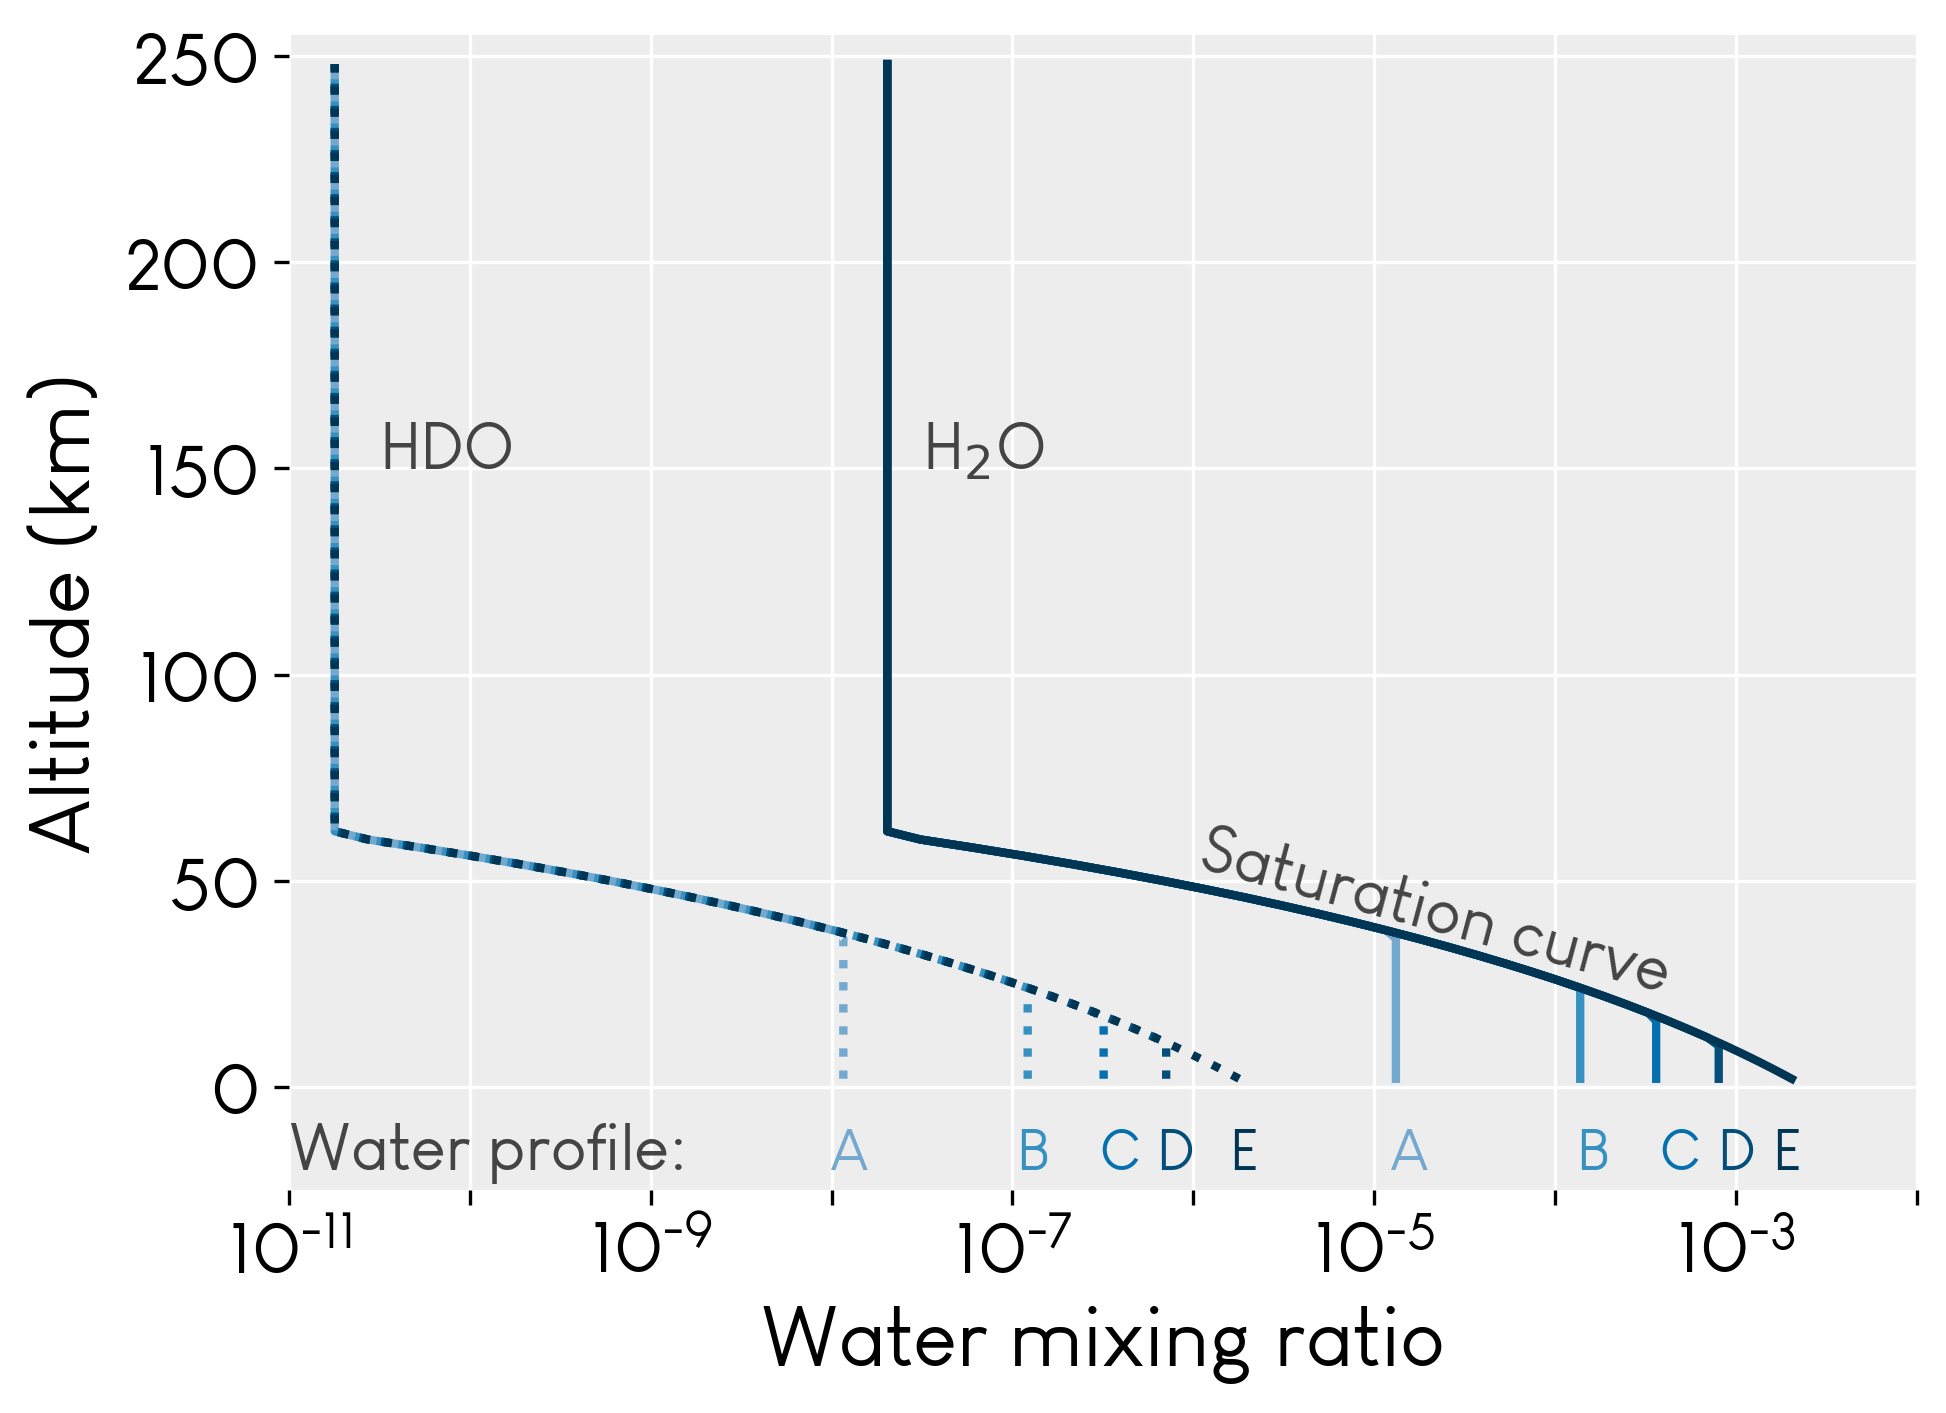 250
200
150
100
50
0
Altitude (km)
HDO
H₂O
Saturation curve
Water profile: A B C D E A B C D E
10⁻¹¹ 10⁻⁹ 10⁻⁷ 10⁻⁵ 10⁻³
Water mixing ratio